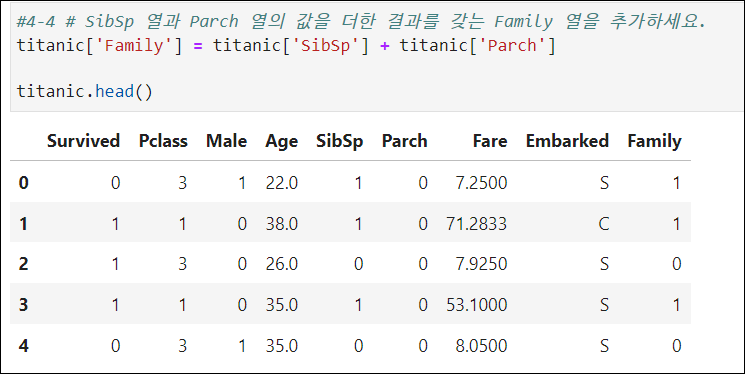 #4-4 # SibSp 열과 Parch 열의 값을 더한 결과를 갖는 Family 열을 추가하세요.
titanic['Family'] = titanic['SibSp'] + titanic['Parch']
titanic.head()
Survived Pclass Male Age SibSp Parch Fare Embarked Family
0 0 3 1 22.0 1 0 7.2500 S 1
1 1 1 0 38.0 1 0 71.2833 C 1
2 1 3 0 26.0 0 0 7.9250 S 0
3 1 1 0 35.0 1 0 53.1000 S 1
4 0 3 1 35.0 0 0 8.0500 S 0